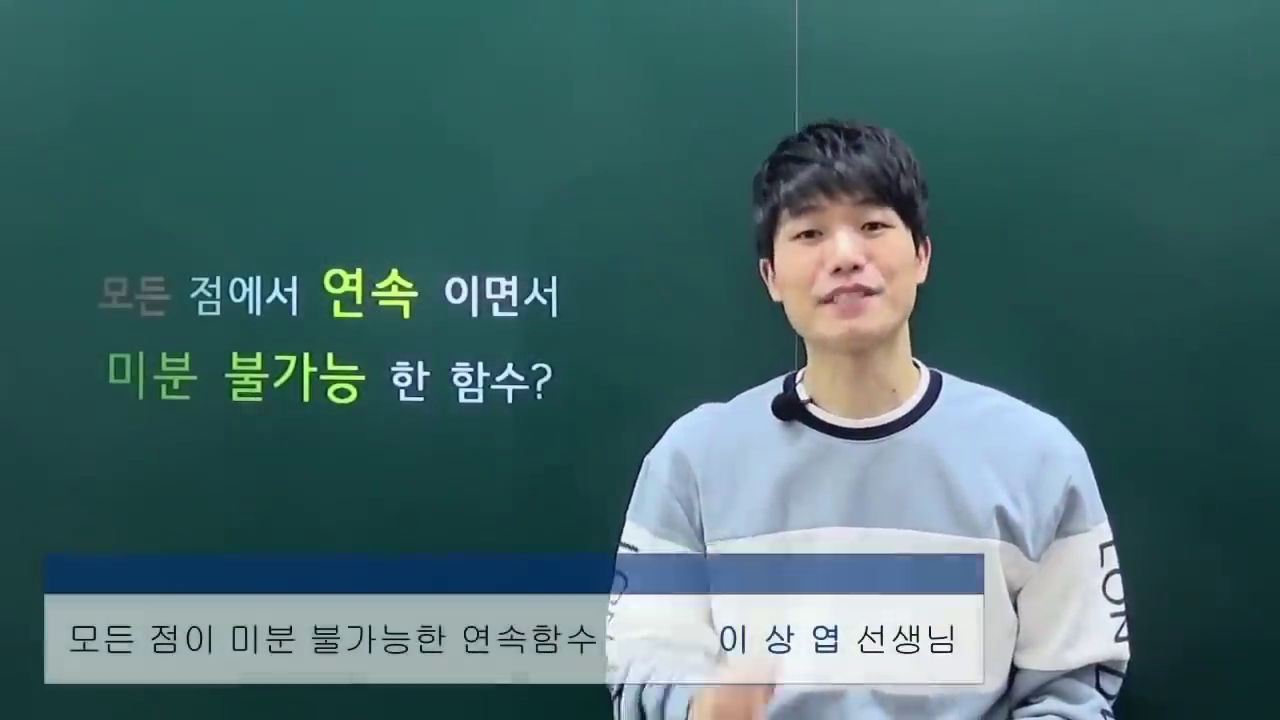 모든 점에서 연속 이면서
미분 불가능 한 함수?
모든 점이 미분 불가능한 연속함수
이 상 엽 선생님